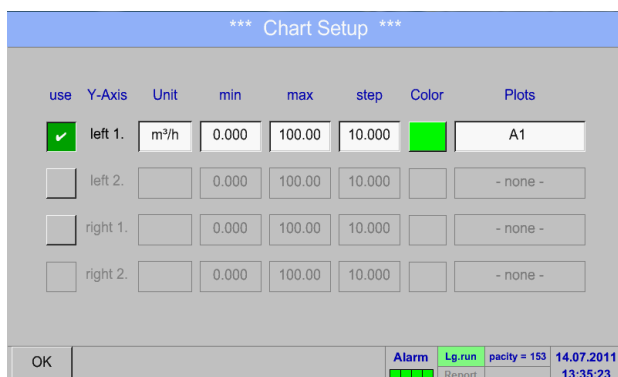 *** Chart Setup ***
use Y-Axis Unit min max step Color Plots
left 1. m³/h 0.000 100.00 10.000 A1
left 2. 0.000 100.00 10.000 - none -
right 1. 0.000 100.00 10.000 - none -
right 2. 0.000 100.00 10.000 - none -
OK Alarm Lg.run pacity = 153 14.07.2011
Report 13:35:23